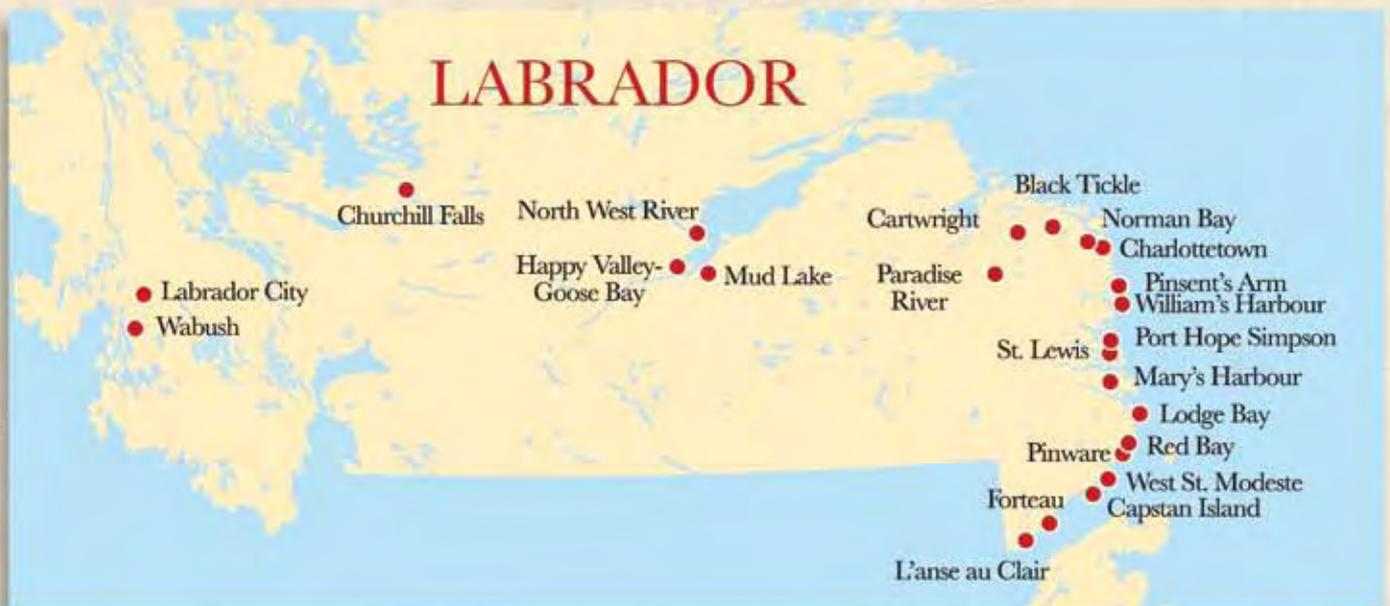 LABRADOR
Black Tickle
Churchill Falls
North West River
Cartwright
Norman Bay
Charlottetown
Happy Valley-
Goose Bay
Mud Lake
Paradise
River
Pinsent's Arm
William's Harbour
Labrador City
Wabush
Port Hope Simpson
St. Lewis
Mary's Harbour
Lodge Bay
Red Bay
Pinware
West St. Modeste
Forteau
Capstan Island
L'anse au Clair